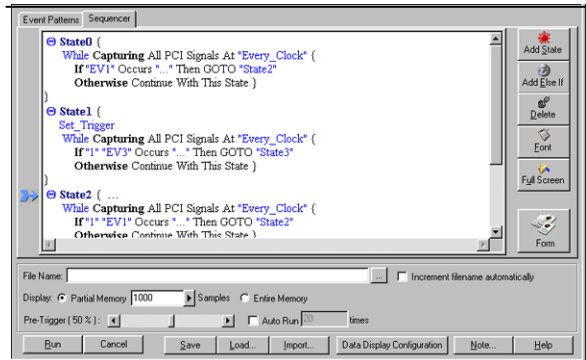 Event Patterns Sequencer
State0 {
While Capturing All PCI Signals At "Every_Clock" {
If "EV1" Occurs "..." Then GOTO "State2"
Otherwise Continue With This State }
}
State1 {
Set_Trigger
While Capturing All PCI Signals At "Every_Clock" {
If "1" "EV3" Occurs "..." Then GOTO "State3"
Otherwise Continue With This State }
}
State2 { ...
While Capturing All PCI Signals At "Every_Clock" {
If "1" "EV1" Occurs "..." Then GOTO "State2"
Otherwise Continue With This State }
Add State
Add Else If
Delete
Font
Full Screen
Form
File Name: ... Increment filename automatically
Display: Partial Memory 1000 Samples Entire Memory
Pre-Trigger ( 50 % ) : Auto Run 20 times
Run Cancel Save Load... Import... Data Display Configuration Note... Help